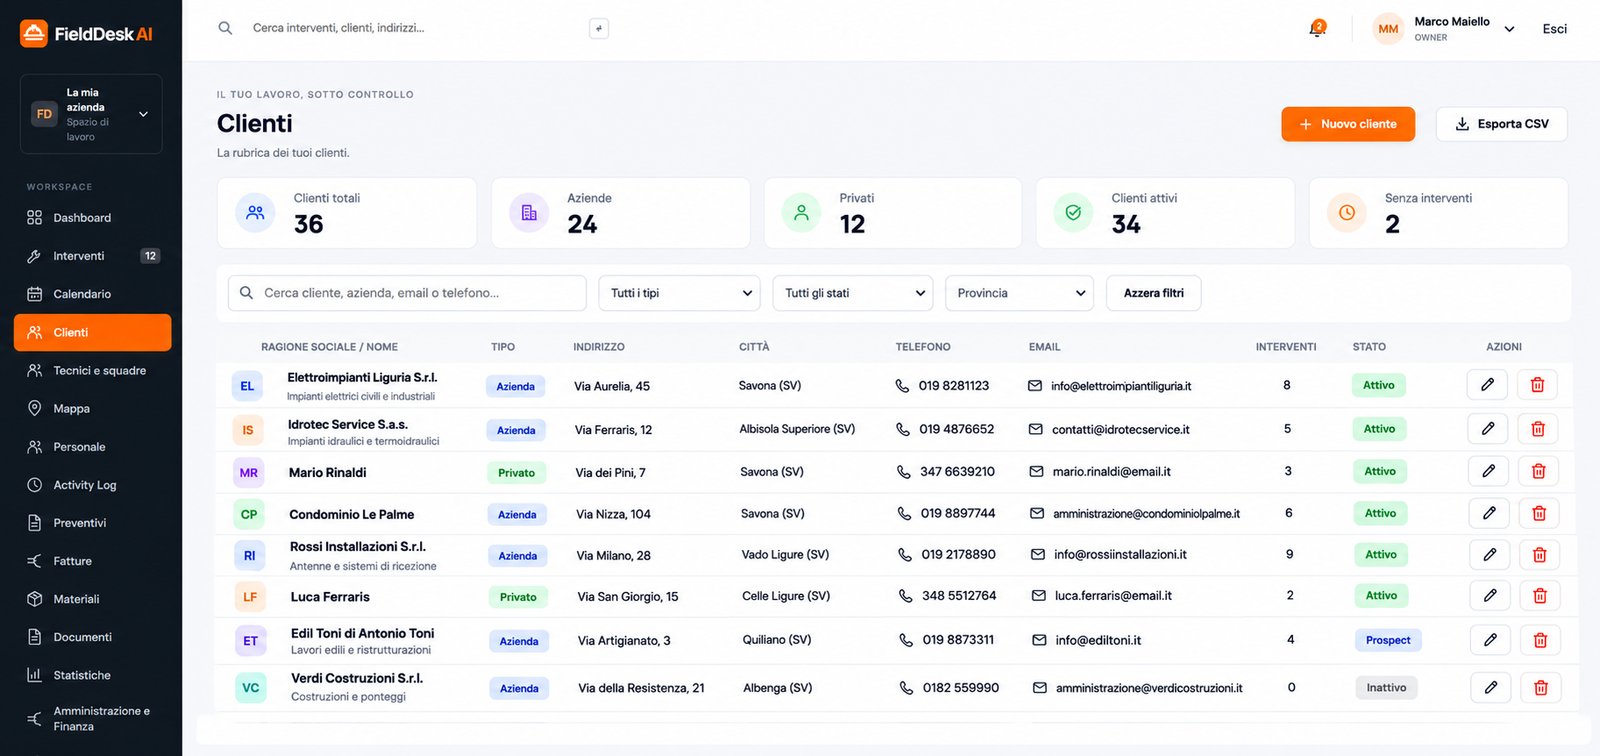 FieldDesk AI
Cerca interventi, clienti, indirizzi...
2
MM
Marco Maiello
OWNER
Esci
FD
La mia
azienda
Spazio di
lavoro
WORKSPACE
Dashboard
Interventi
12
Calendario
Clienti
Tecnici e squadre
Mappa
Personale
Activity Log
Preventivi
Fatture
Materiali
Documenti
Statistiche
Amministrazione e
Finanza
IL TUO LAVORO, SOTTO CONTROLLO
Clienti
La rubrica dei tuoi clienti.
+ Nuovo cliente
Esporta CSV
Clienti totali
36
Aziende
24
Privati
12
Clienti attivi
34
Senza interventi
2
Cerca cliente, azienda, email o telefono...
Tutti i tipi
Tutti gli stati
Provincia
Azzera filtri
RAGIONE SOCIALE / NOME TIPO INDIRIZZO CITTÀ TELEFONO EMAIL INTERVENTI STATO AZIONI
EL Elettroimpianti Liguria S.r.l. Azienda Via Aurelia, 45 Savona (SV) 019 8281123 info@elettroimpiantiliguria.it 8 Attivo
Impianti elettrici civili e industriali
IS Idrotec Service S.a.s. Azienda Via Ferraris, 12 Albisola Superiore (SV) 019 4876652 contatti@idrotecservice.it 5 Attivo
Impianti idraulici e termoidraulici
MR Mario Rinaldi Privato Via dei Pini, 7 Savona (SV) 347 6639210 mario.rinaldi@email.it 3 Attivo
CP Condominio Le Palme Azienda Via Nizza, 104 Savona (SV) 019 8897744 amministrazione@condominiolpalme.it 6 Attivo
RI Rossi Installazioni S.r.l. Azienda Via Milano, 28 Vado Ligure (SV) 019 2178890 info@rossiinstallazioni.it 9 Attivo
Antenne e sistemi di ricezione
LF Luca Ferraris Privato Via San Giorgio, 15 Celle Ligure (SV) 348 5512764 luca.ferraris@email.it 2 Attivo
ET Edil Toni di Antonio Toni Azienda Via Artigianato, 3 Quiliano (SV) 019 8873311 info@ediltoni.it 4 Prospect
Lavori edili e ristrutturazioni
VC Verdi Costruzioni S.r.l. Azienda Via della Resistenza, 21 Albenga (SV) 0182 559990 amministrazione@verdicostruzioni.it 0 Inattivo
Costruzioni e ponteggi